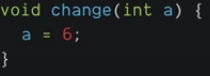 void change(int a) {
  a = 6;
}